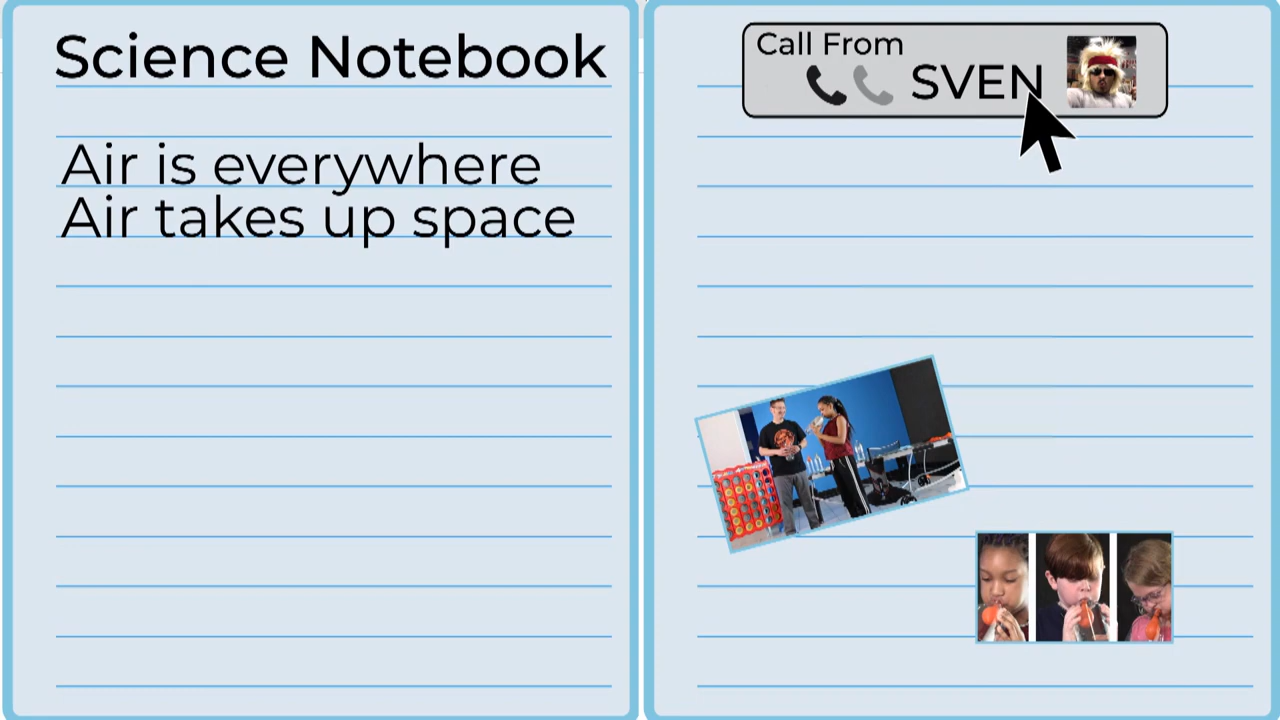 Science Notebook
Air is everywhere
Air takes up space
Call From
SVEN